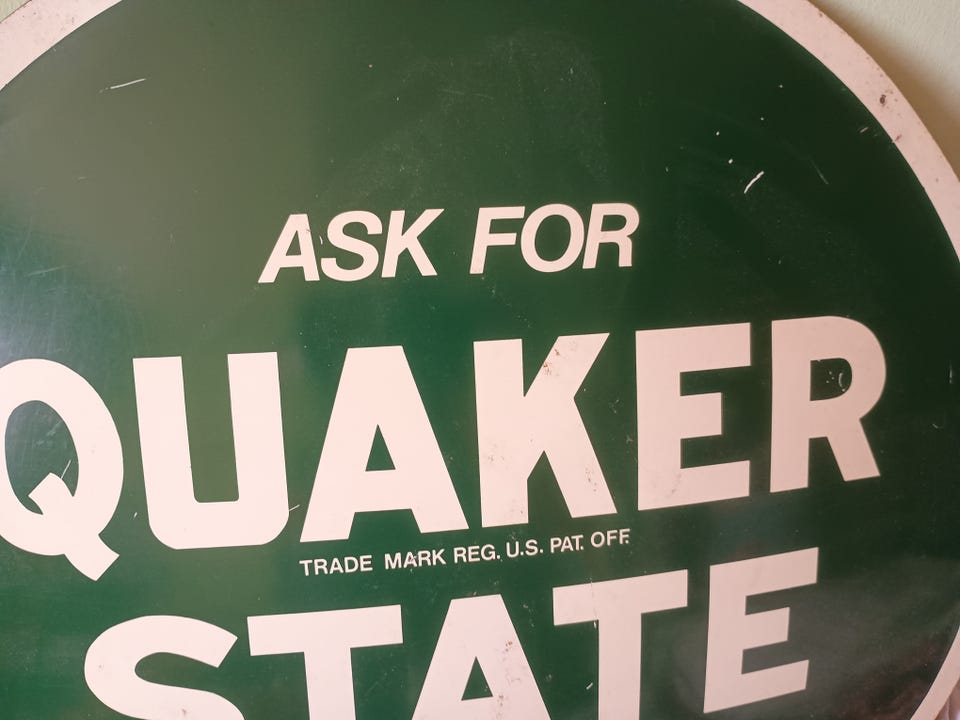 ASK FOR
QUAKER
TRADE MARK REG. U.S. PAT. OFF.
STATE